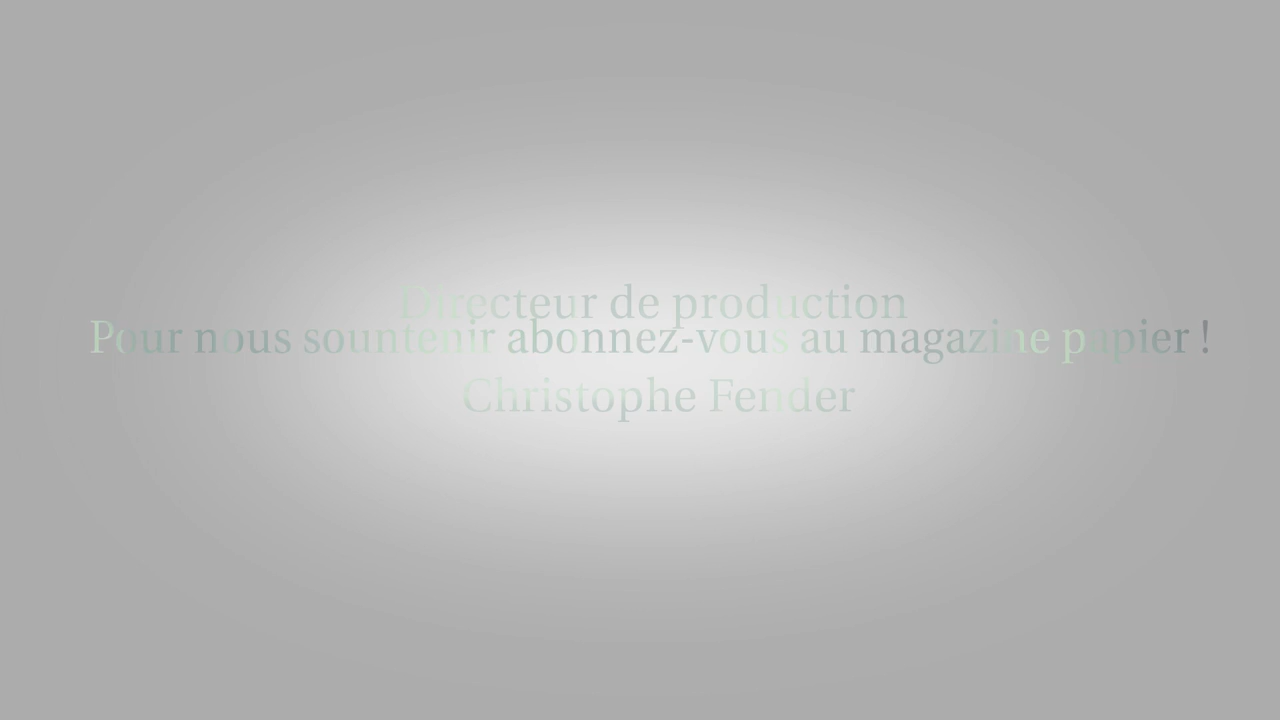 Directeur de production
Pour nous sountenir abonnez-vous au magazine papier !
Christophe Fender